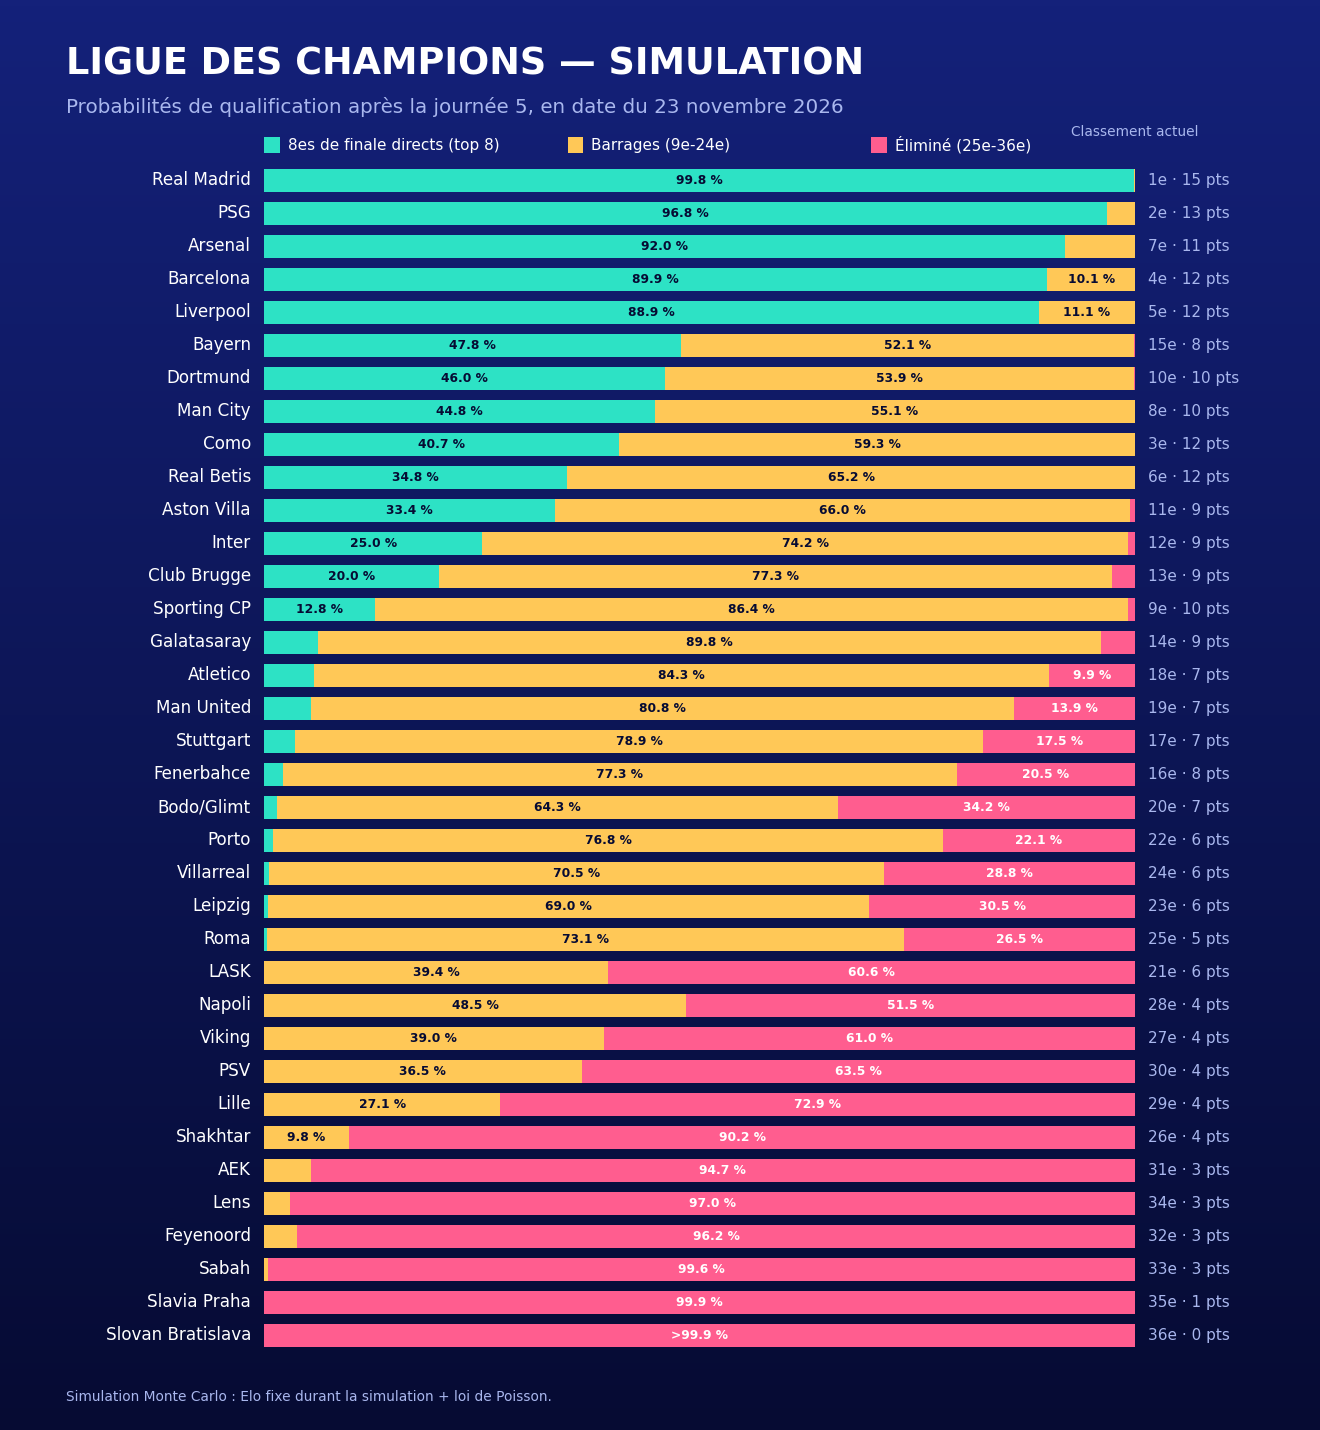 LIGUE DES CHAMPIONS — SIMULATION
Probabilités de qualification après la journée 5, en date du 23 novembre 2026
Classement actuel
8es de finale directs (top 8) Barrages (9e-24e) Éliminé (25e-36e)
Real Madrid 99.8 % 1e · 15 pts
PSG 96.8 % 2e · 13 pts
Arsenal 92.0 % 7e · 11 pts
Barcelona 89.9 % 10.1 % 4e · 12 pts
Liverpool 88.9 % 11.1 % 5e · 12 pts
Bayern 47.8 % 52.1 % 15e · 8 pts
Dortmund 46.0 % 53.9 % 10e · 10 pts
Man City 44.8 % 55.1 % 8e · 10 pts
Como 40.7 % 59.3 % 3e · 12 pts
Real Betis 34.8 % 65.2 % 6e · 12 pts
Aston Villa 33.4 % 66.0 % 11e · 9 pts
Inter 25.0 % 74.2 % 12e · 9 pts
Club Brugge 20.0 % 77.3 % 13e · 9 pts
Sporting CP 12.8 % 86.4 % 9e · 10 pts
Galatasaray 89.8 % 14e · 9 pts
Atletico 84.3 % 9.9 % 18e · 7 pts
Man United 80.8 % 13.9 % 19e · 7 pts
Stuttgart 78.9 % 17.5 % 17e · 7 pts
Fenerbahce 77.3 % 20.5 % 16e · 8 pts
Bodo/Glimt 64.3 % 34.2 % 20e · 7 pts
Porto 76.8 % 22.1 % 22e · 6 pts
Villarreal 70.5 % 28.8 % 24e · 6 pts
Leipzig 69.0 % 30.5 % 23e · 6 pts
Roma 73.1 % 26.5 % 25e · 5 pts
LASK 39.4 % 60.6 % 21e · 6 pts
Napoli 48.5 % 51.5 % 28e · 4 pts
Viking 39.0 % 61.0 % 27e · 4 pts
PSV 36.5 % 63.5 % 30e · 4 pts
Lille 27.1 % 72.9 % 29e · 4 pts
Shakhtar 9.8 % 90.2 % 26e · 4 pts
AEK 94.7 % 31e · 3 pts
Lens 97.0 % 34e · 3 pts
Feyenoord 96.2 % 32e · 3 pts
Sabah 99.6 % 33e · 3 pts
Slavia Praha 99.9 % 35e · 1 pts
Slovan Bratislava >99.9 % 36e · 0 pts
Simulation Monte Carlo : Elo fixe durant la simulation + loi de Poisson.